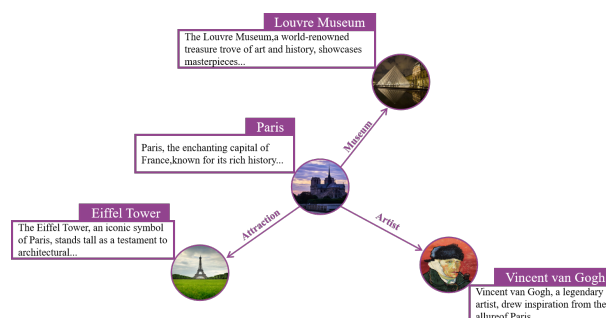 Louvre Museum
The Louvre Museum,a world-renowned
treasure trove of art and history, showcases
masterpieces...
Museum
Paris
Paris, the enchanting capital of
France,known for its rich history...
Eiffel Tower
The Eiffel Tower, an iconic symbol
of Paris, stands tall as a testament to
architectural...
Attraction
Artist
Vincent van Gogh
Vincent van Gogh, a legendary
artist, drew inspiration from the
allureof Paris